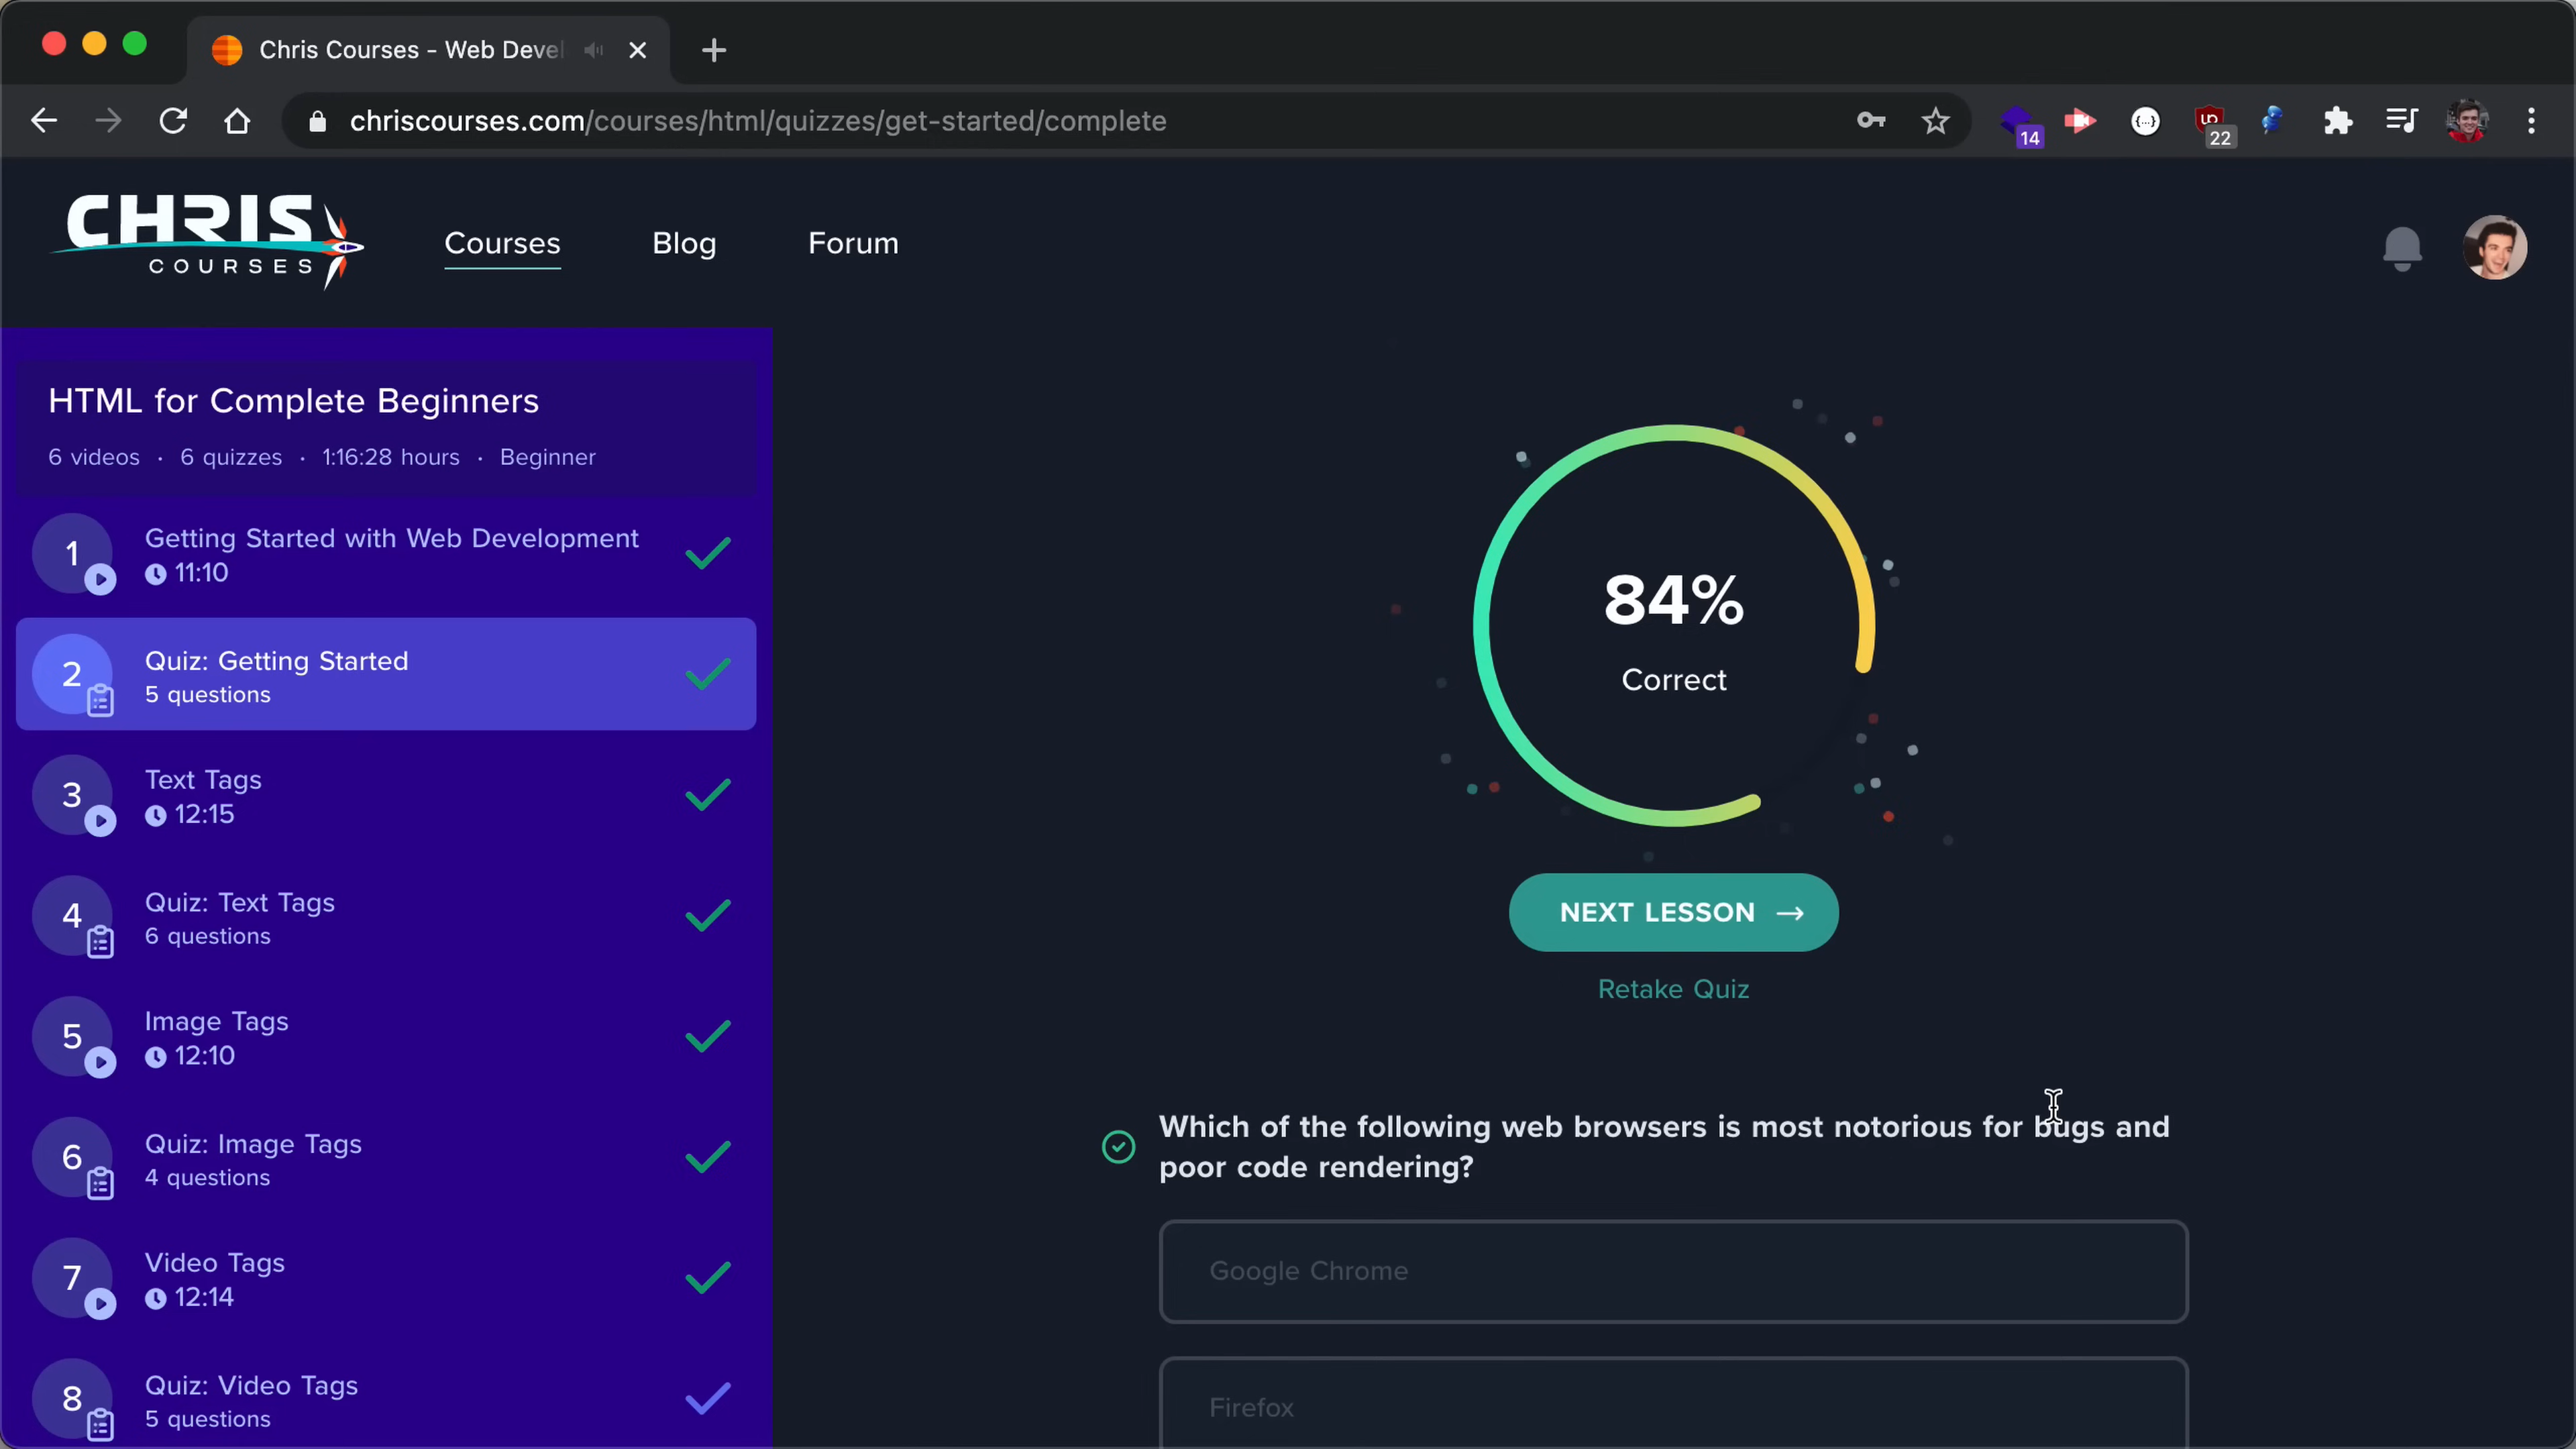 Chris Courses - Web Devel
chriscourses.com/courses/html/quizzes/get-started/complete
14
{...}
22
CHRIS
COURSES
Courses
Blog
Forum
HTML for Complete Beginners
6 videos · 6 quizzes · 1:16:28 hours · Beginner
1
Getting Started with Web Development
11:10
2
Quiz: Getting Started
5 questions
3
Text Tags
12:15
4
Quiz: Text Tags
6 questions
5
Image Tags
12:10
6
Quiz: Image Tags
4 questions
7
Video Tags
12:14
8
Quiz: Video Tags
5 questions
84%
Correct
NEXT LESSON →
Retake Quiz
Which of the following web browsers is most notorious for bugs and
poor code rendering?
Google Chrome
Firefox